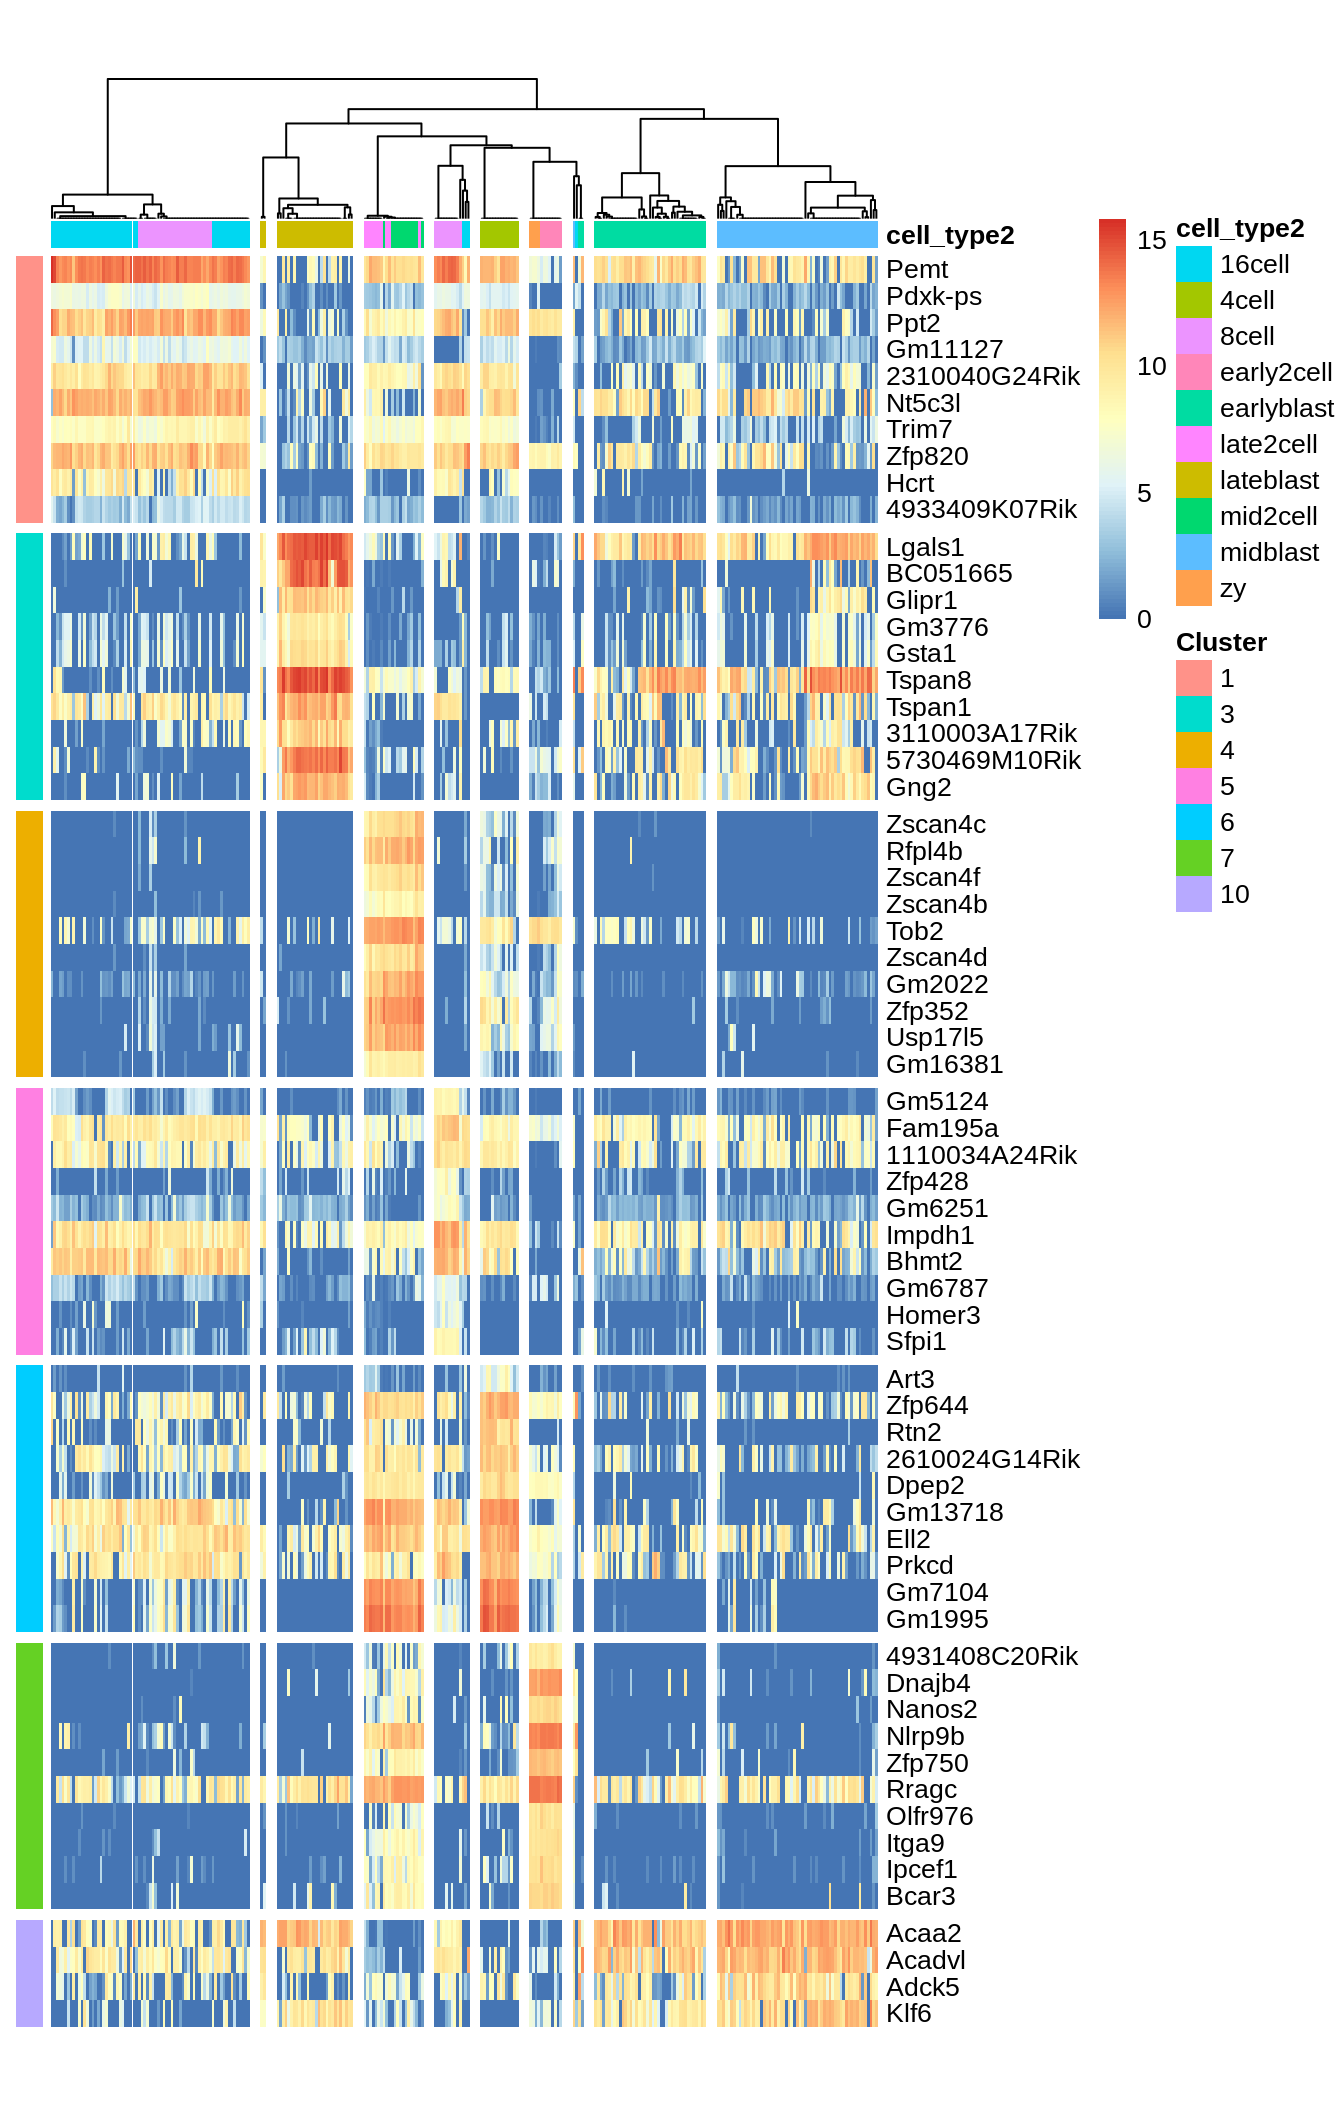 cell_type2
Pemt
Pdxk-ps
Ppt2
Gm11127
2310040G24Rik
Nt5c3l
Trim7
Zfp820
Hcrt
4933409K07Rik
Lgals1
BC051665
Glipr1
Gm3776
Gsta1
Tspan8
Tspan1
3110003A17Rik
5730469M10Rik
Gng2
Zscan4c
Rfpl4b
Zscan4f
Zscan4b
Tob2
Zscan4d
Gm2022
Zfp352
Usp17l5
Gm16381
Gm5124
Fam195a
1110034A24Rik
Zfp428
Gm6251
Impdh1
Bhmt2
Gm6787
Homer3
Sfpi1
Art3
Zfp644
Rtn2
2610024G14Rik
Dpep2
Gm13718
Ell2
Prkcd
Gm7104
Gm1995
4931408C20Rik
Dnajb4
Nanos2
Nlrp9b
Zfp750
Rragc
Olfr976
Itga9
Ipcef1
Bcar3
Acaa2
Acadvl
Adck5
Klf6
15
10
5
0
cell_type2
16cell
4cell
8cell
early2cell
earlyblast
late2cell
lateblast
mid2cell
midblast
zy
Cluster
1
3
4
5
6
7
10